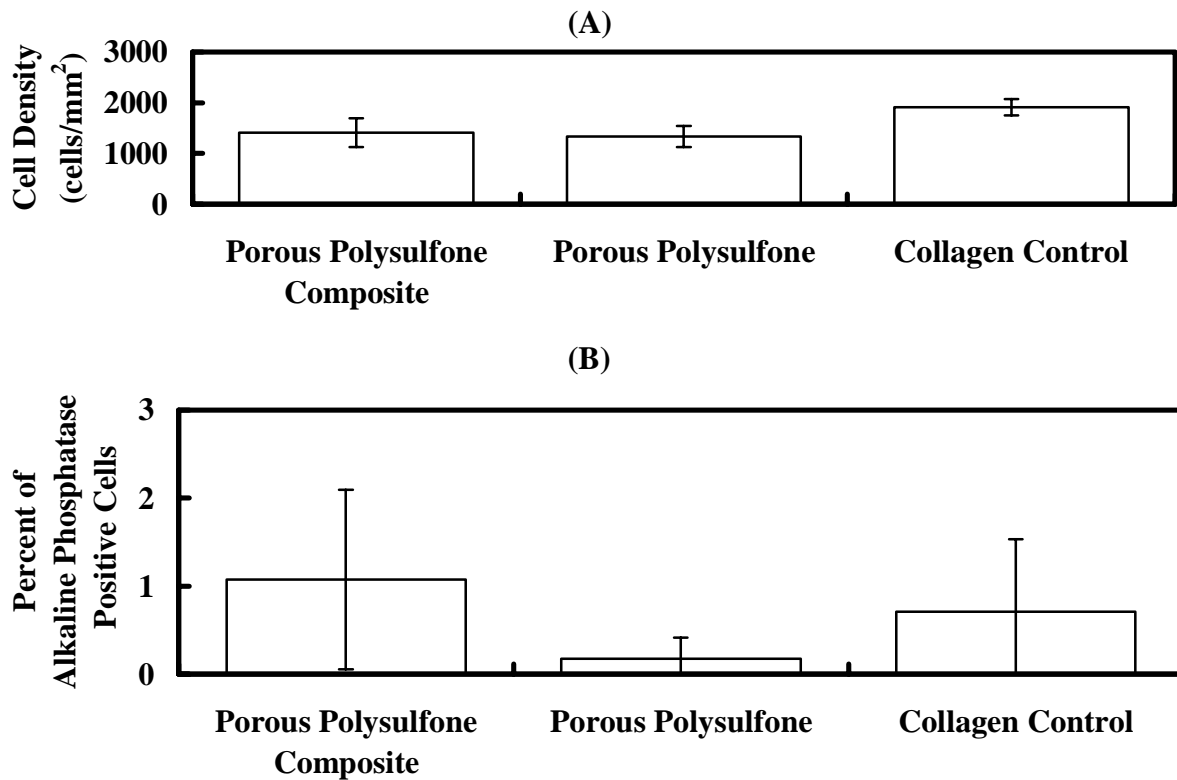 (A)
Cell Density
(cells/mm²)
3000
2000
1000
0
Porous Polysulfone
Composite
Porous Polysulfone
Collagen Control
(B)
Percent of
Alkaline Phosphatase
Positive Cells
3
2
1
0
Porous Polysulfone
Composite
Porous Polysulfone
Collagen Control